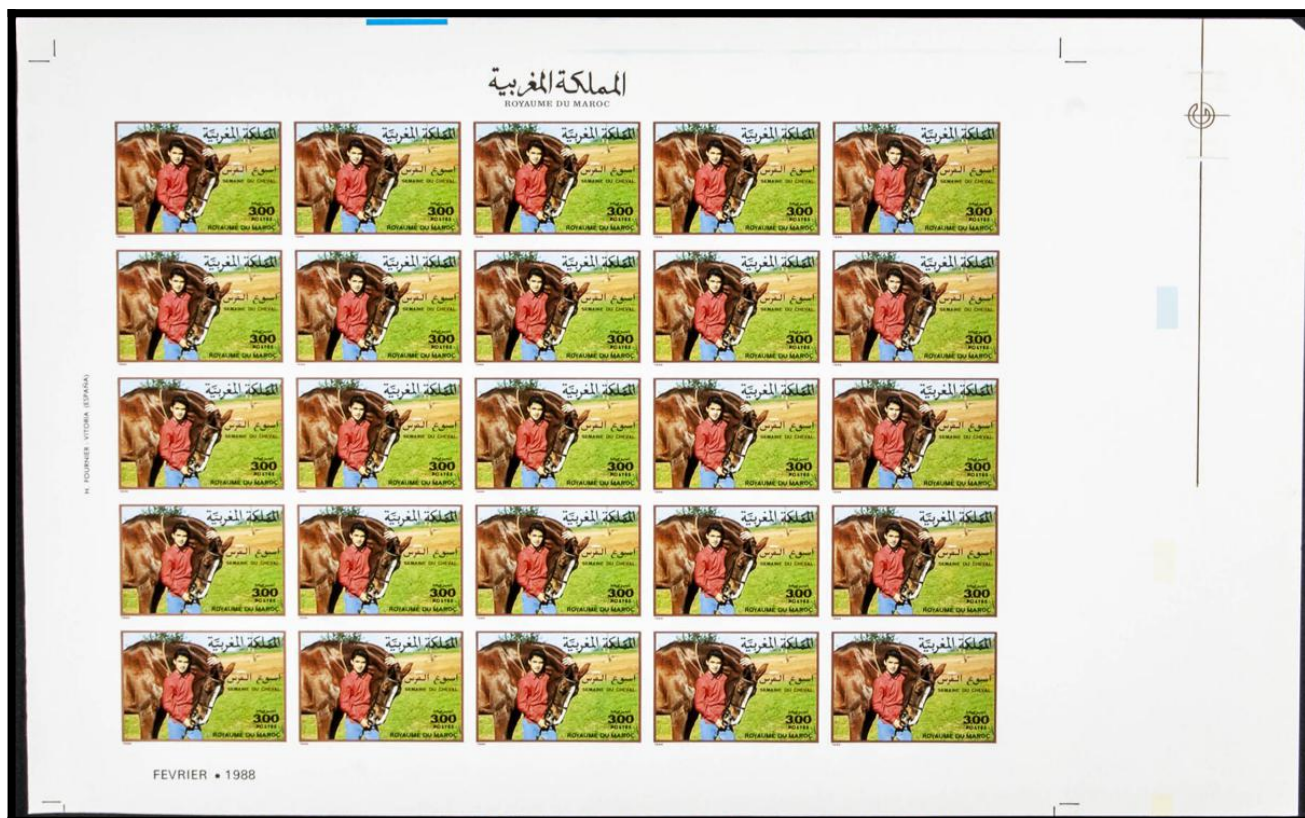 المملكة المغربية
ROYAUME DU MAROC
المملكة المغربية
اسبوع الفرس
SEMAINE DU CHEVAL
3.00
POSTES
ROYAUME DU MAROC
H. FOURNIER - VITORIA (ESPAÑA)
FEVRIER • 1988